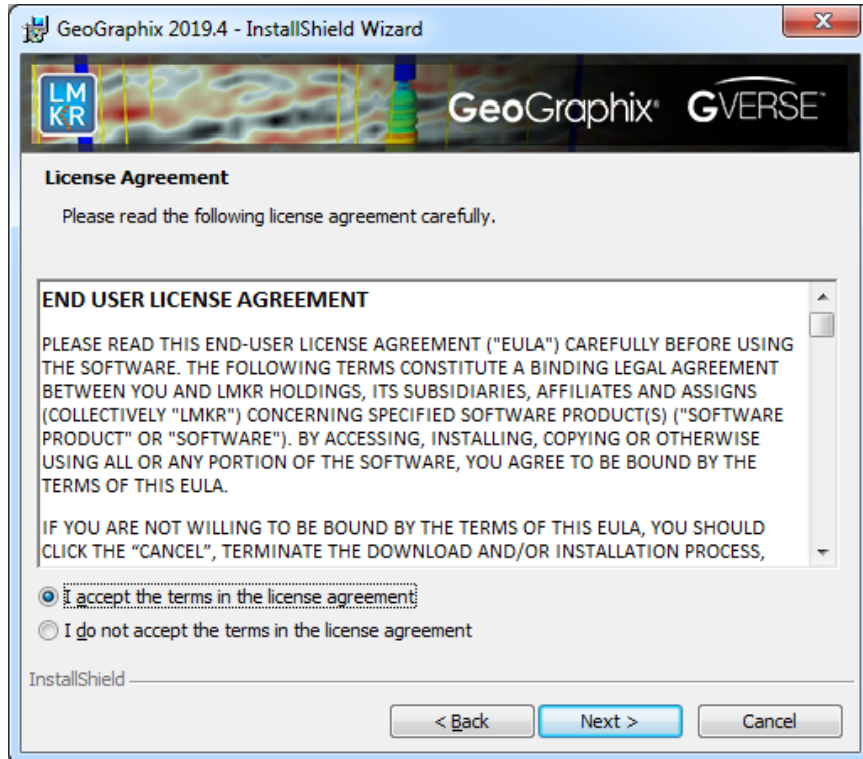 GeoGraphix 2019.4 - InstallShield Wizard
x
LM
KR
GeoGraphix® GVERSE™
License Agreement
Please read the following license agreement carefully.
END USER LICENSE AGREEMENT
PLEASE READ THIS END-USER LICENSE AGREEMENT ("EULA") CAREFULLY BEFORE USING
THE SOFTWARE. THE FOLLOWING TERMS CONSTITUTE A BINDING LEGAL AGREEMENT
BETWEEN YOU AND LMKR HOLDINGS, ITS SUBSIDIARIES, AFFILIATES AND ASSIGNS
(COLLECTIVELY "LMKR") CONCERNING SPECIFIED SOFTWARE PRODUCT(S) ("SOFTWARE
PRODUCT" OR "SOFTWARE"). BY ACCESSING, INSTALLING, COPYING OR OTHERWISE
USING ALL OR ANY PORTION OF THE SOFTWARE, YOU AGREE TO BE BOUND BY THE
TERMS OF THIS EULA.
IF YOU ARE NOT WILLING TO BE BOUND BY THE TERMS OF THIS EULA, YOU SHOULD
CLICK THE “CANCEL”, TERMINATE THE DOWNLOAD AND/OR INSTALLATION PROCESS,
I accept the terms in the license agreement
I do not accept the terms in the license agreement
InstallShield
< Back Next > Cancel